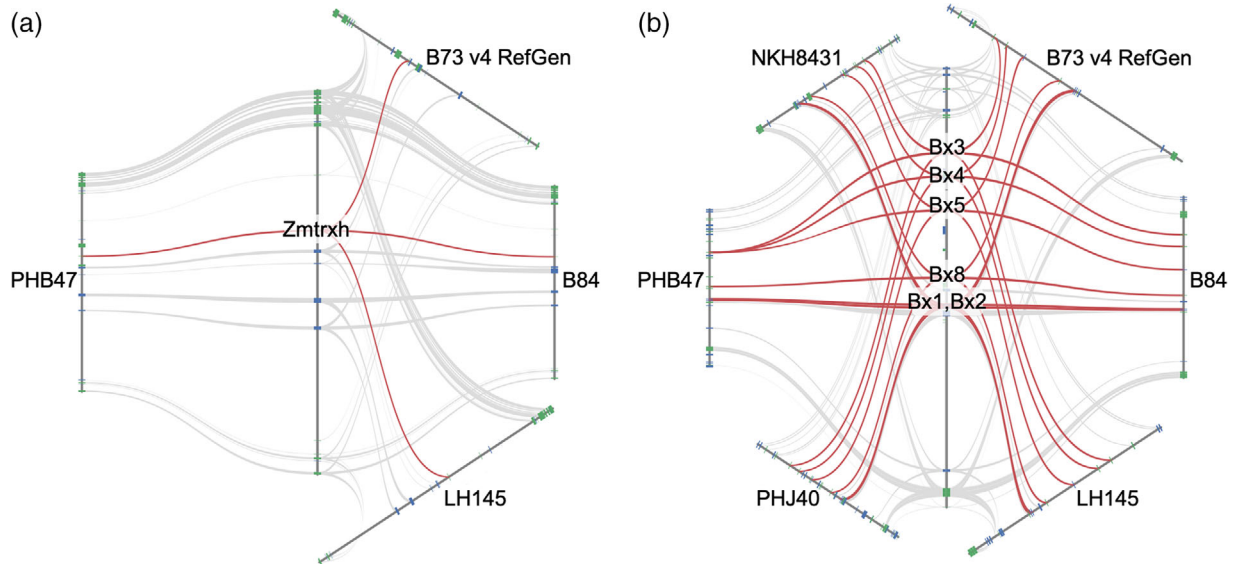 (a)
B73 v4 RefGen
Zmtrxh
PHB47
B84
LH145
(b)
NKH8431
B73 v4 RefGen
Bx3
Bx4
Bx5
Bx8
PHB47
B84
Bx1,Bx2
PHJ40
LH145